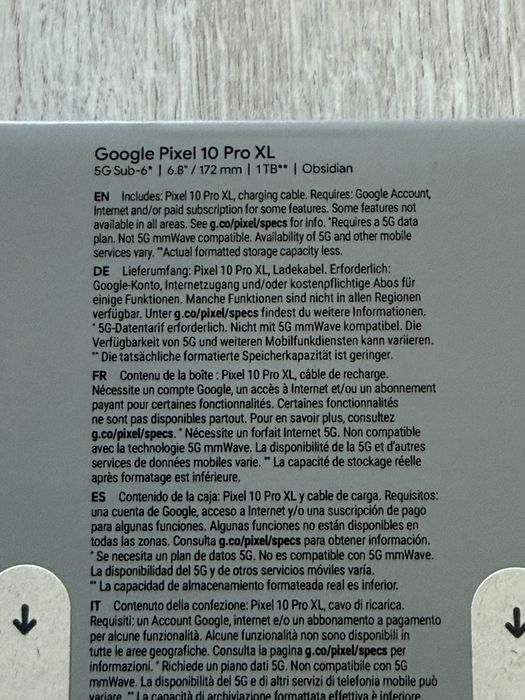 Google Pixel 10 Pro XL
5G Sub-6* | 6.8" / 172 mm | 1TB** | Obsidian
EN Includes: Pixel 10 Pro XL, charging cable. Requires: Google Account,
Internet and/or paid subscription for some features. Some features not
available in all areas. See g.co/pixel/specs for info. *Requires a 5G data
plan. Not 5G mmWave compatible. Availability of 5G and other mobile
services vary. **Actual formatted storage capacity less.
DE Lieferumfang: Pixel 10 Pro XL, Ladekabel. Erforderlich:
Google-Konto, Internetzugang und/oder kostenpflichtige Abos für
einige Funktionen. Manche Funktionen sind nicht in allen Regionen
verfügbar. Unter g.co/pixel/specs findest du weitere Informationen.
* 5G-Datentarif erforderlich. Nicht mit 5G mmWave kompatibel. Die
Verfügbarkeit von 5G und weiteren Mobilfunkdiensten kann variieren.
** Die tatsächliche formatierte Speicherkapazität ist geringer.
FR Contenu de la boîte : Pixel 10 Pro XL, câble de recharge.
Nécessite un compte Google, un accès à Internet et/ou un abonnement
payant pour certaines fonctionnalités. Certaines fonctionnalités
ne sont pas disponibles partout. Pour en savoir plus, consultez
g.co/pixel/specs. * Nécessite un forfait Internet 5G. Non compatible
avec la technologie 5G mmWave. La disponibilité de la 5G et d'autres
services de données mobiles varie. ** La capacité de stockage réelle
après formatage est inférieure.
ES Contenido de la caja: Pixel 10 Pro XL y cable de carga. Requisitos:
una cuenta de Google, acceso a Internet y/o una suscripción de pago
para algunas funciones. Algunas funciones no están disponibles en
todas las zonas. Consulta g.co/pixel/specs para obtener información.
* Se necesita un plan de datos 5G. No es compatible con 5G mmWave.
La disponibilidad del 5G y de otros servicios móviles varía.
** La capacidad de almacenamiento formateada real es inferior.
IT Contenuto della confezione: Pixel 10 Pro XL, cavo di ricarica.
Requisiti: un Account Google, internet e/o un abbonamento a pagamento
per alcune funzionalità. Alcune funzionalità non sono disponibili in
tutte le aree geografiche. Consulta la pagina g.co/pixel/specs per
informazioni. * Richiede un piano dati 5G. Non compatibile con 5G
mmWave. La disponibilità del 5G e di altri servizi di telefonia mobile può
variare. ** La capacità di archiviazione formattata effettiva è inferiore.